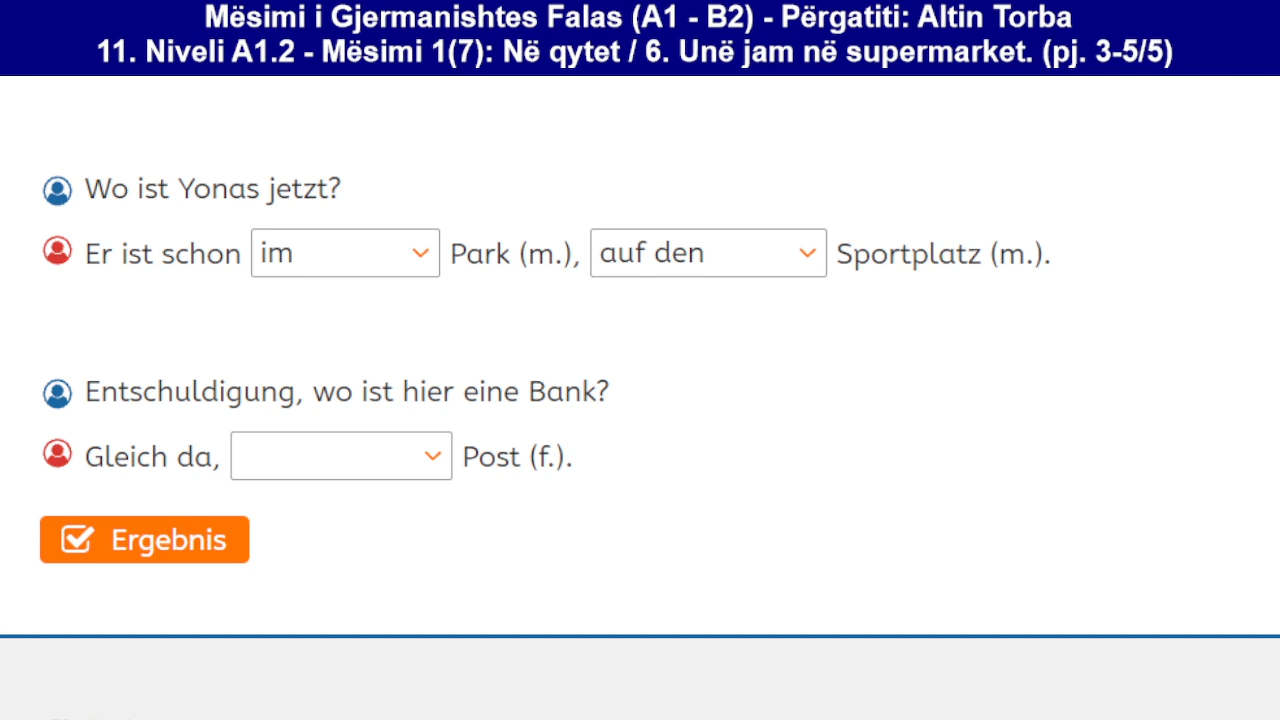 Mësimi i Gjermanishtes Falas (A1 - B2) - Përgatiti: Altin Torba
11. Niveli A1.2 - Mësimi 1(7): Në qytet / 6. Unë jam në supermarket. (pj. 3-5/5)
Wo ist Yonas jetzt?
Er ist schon im Park (m.), auf den Sportplatz (m.).
Entschuldigung, wo ist hier eine Bank?
Gleich da, Post (f.).
Ergebnis